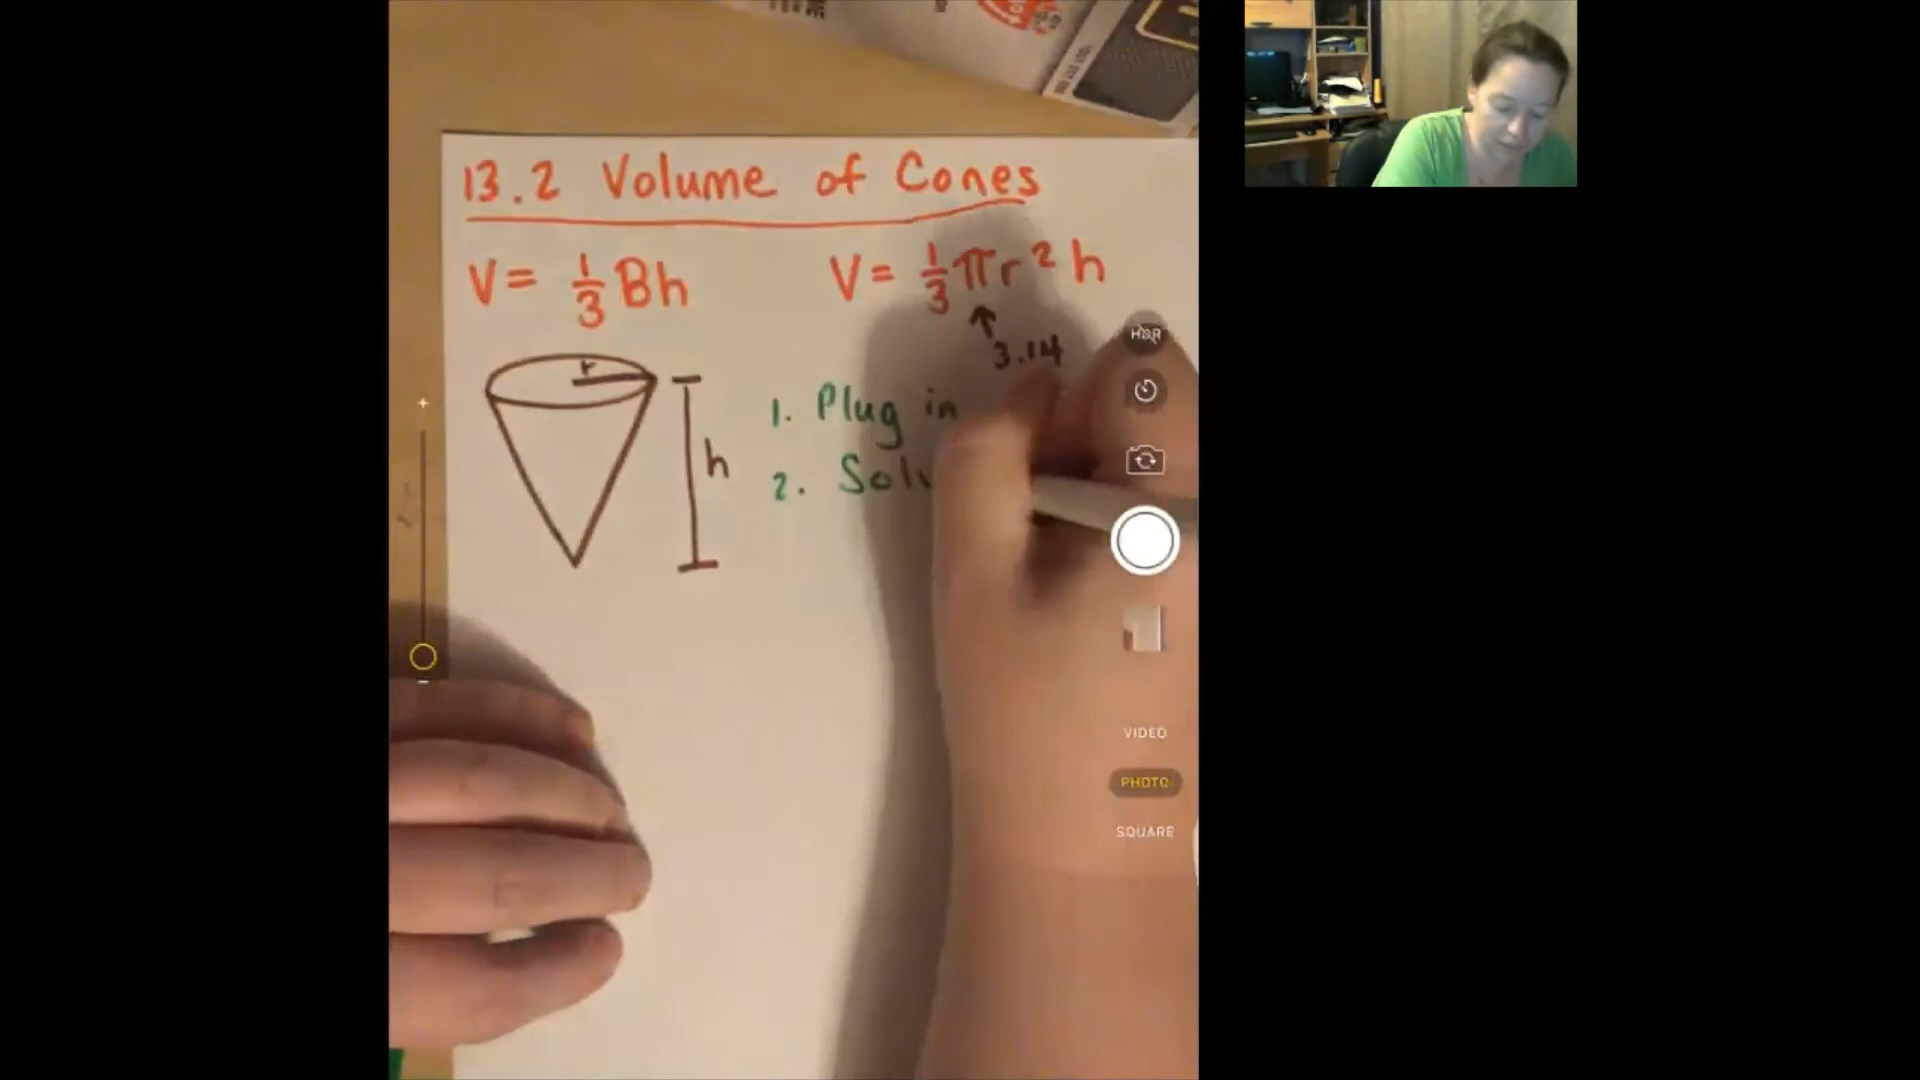 13.2 Volume of Cones
V= 1/3 Bh
V= 1/3 πr²h
3.14
r
h
1. Plug in
2. Solv
HDR
VIDEO
PHOTO
SQUARE